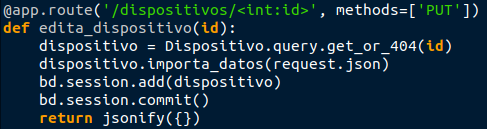 @app.route('/dispositivos/<int:id>', methods=['PUT'])
def edita_dispositivo(id):
    dispositivo = Dispositivo.query.get_or_404(id)
    dispositivo.importa_datos(request.json)
    bd.session.add(dispositivo)
    bd.session.commit()
    return jsonify({})